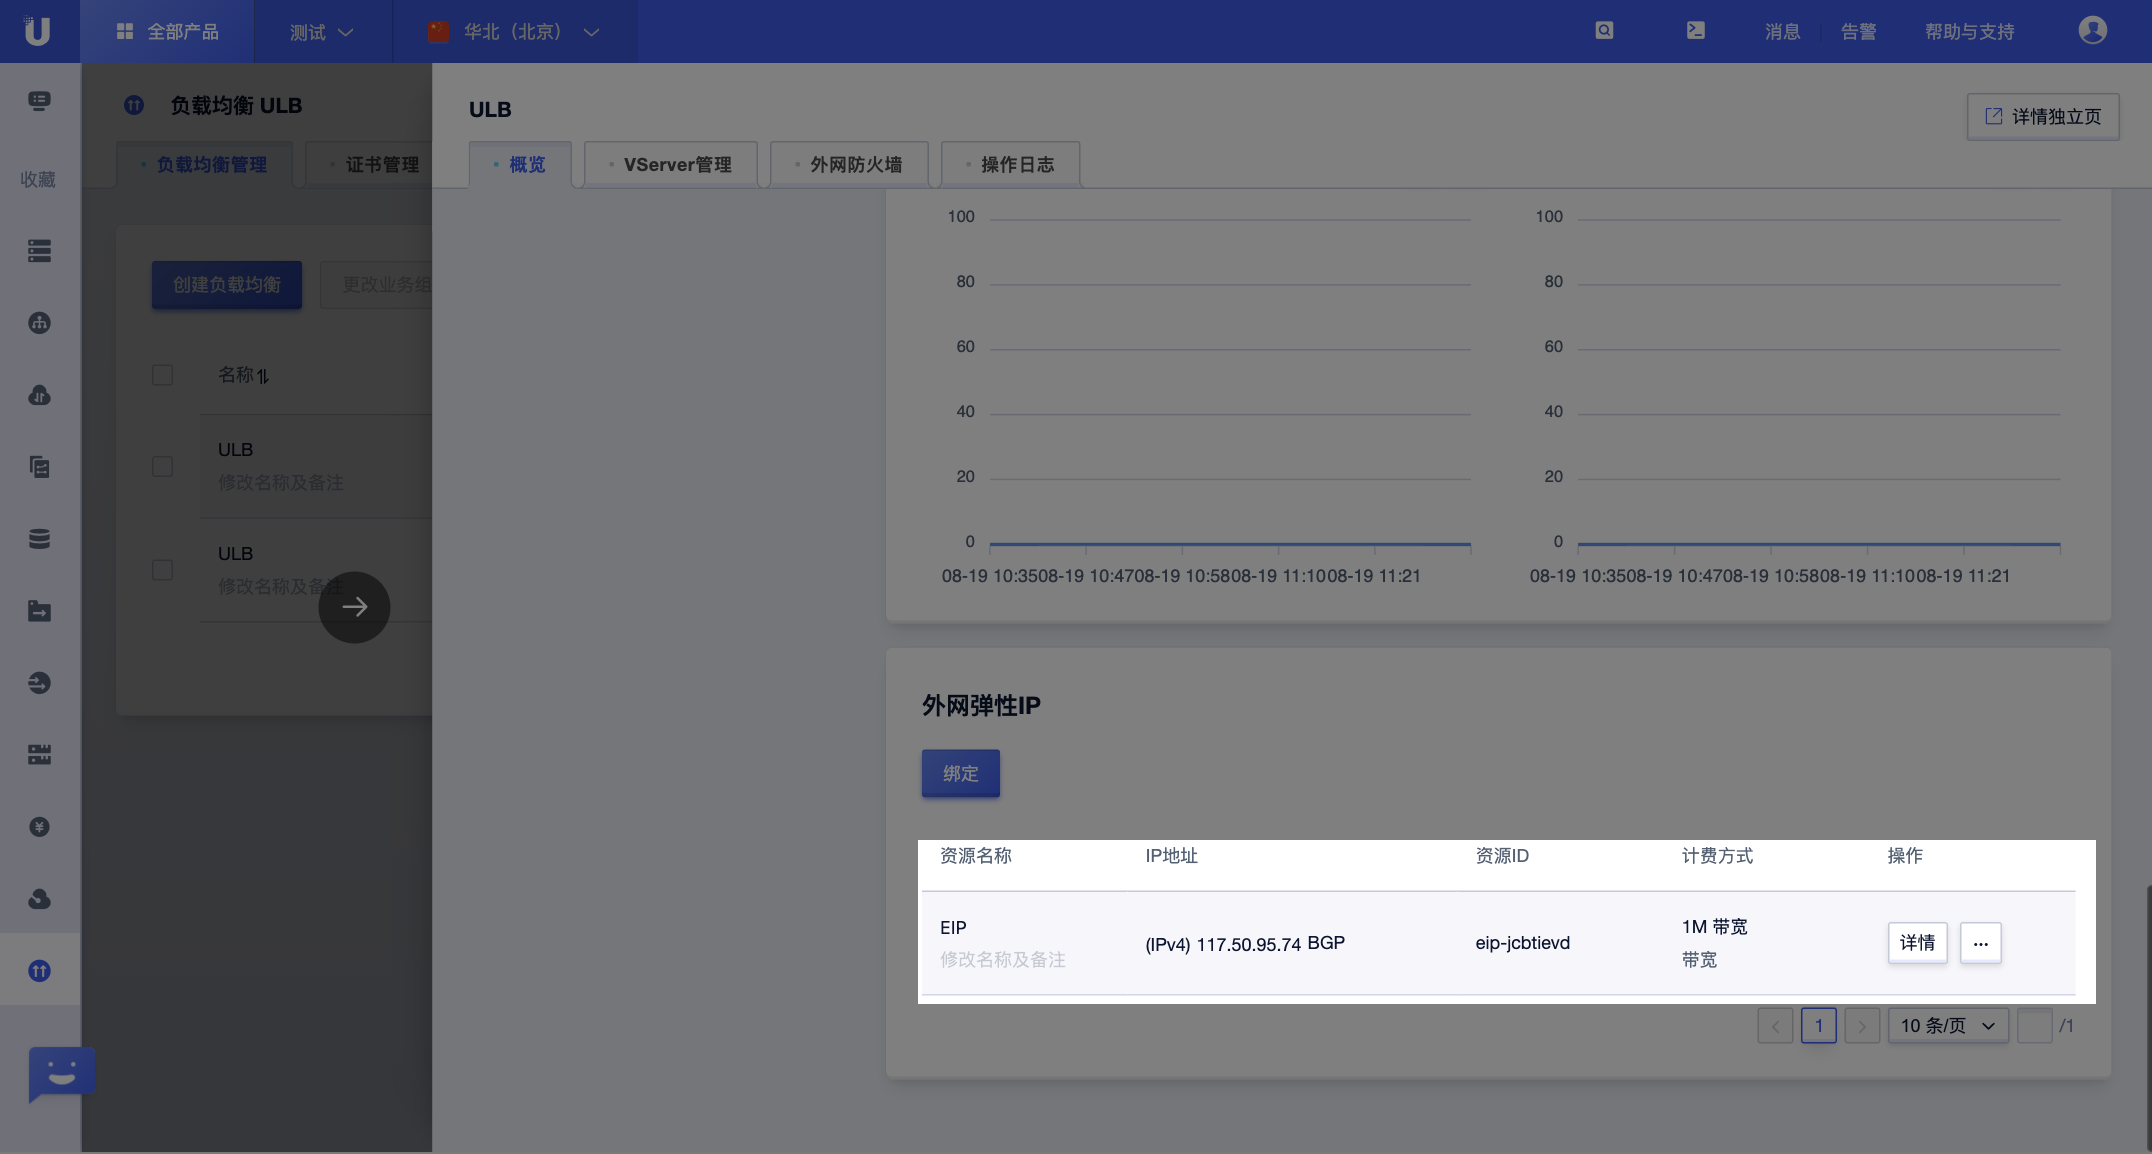 全部产品
测试
华北（北京）
消息
告警
帮助与支持
收藏
负载均衡 ULB
负载均衡管理
证书管理
创建负载均衡
更改业务组
名称
ULB
修改名称及备注
ULB
修改名称及备注
ULB
详情独立页
概览
VServer管理
外网防火墙
操作日志
100
80
60
40
20
0
08-19 10:35 08-19 10:47 08-19 10:58 08-19 11:10 08-19 11:21
100
80
60
40
20
0
08-19 10:35 08-19 10:47 08-19 10:58 08-19 11:10 08-19 11:21
外网弹性IP
绑定
资源名称 IP地址 资源ID 计费方式 操作
EIP
修改名称及备注
(IPv4) 117.50.95.74 BGP
eip-jcbtievd
1M 带宽
带宽
详情 ...
1 10 条/页 /1